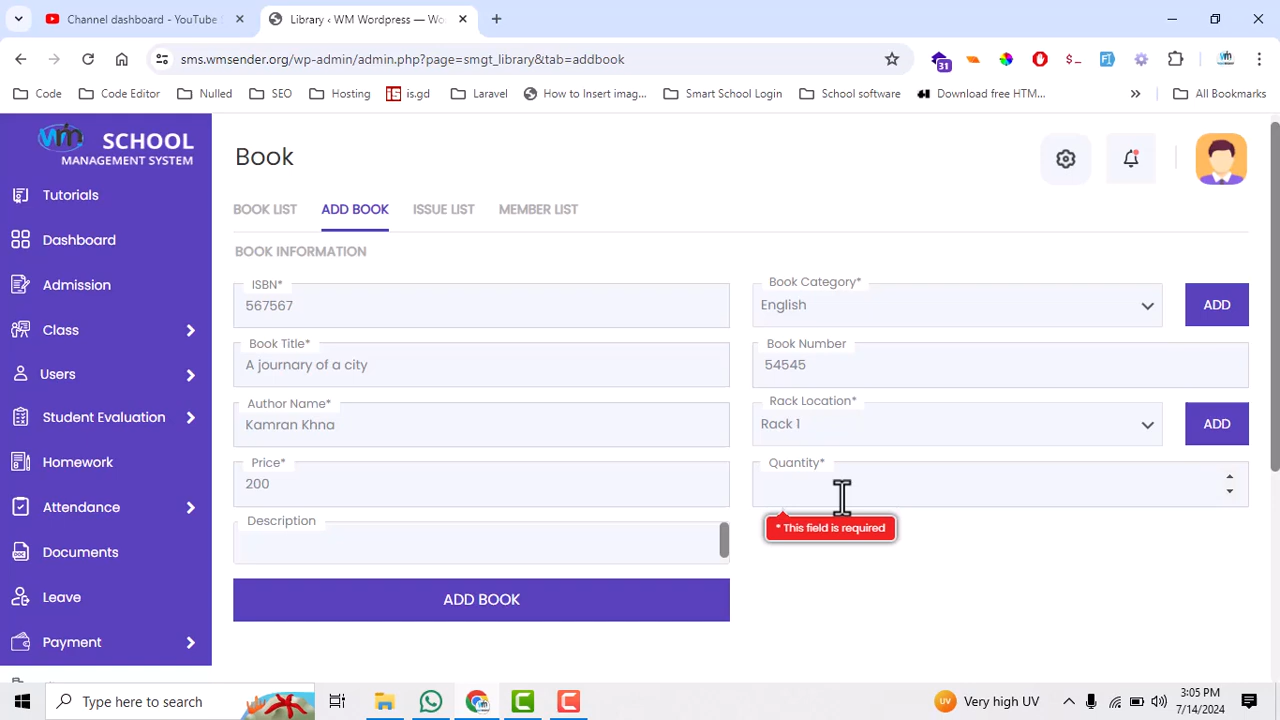 Channel dashboard - YouTube
Library ‹ WM Wordpress — Wo
sms.wmsender.org/wp-admin/admin.php?page=smgt_library&tab=addbook
31
Code
Code Editor
Nulled
SEO
Hosting
is.gd
Laravel
How to Insert imag...
Smart School Login
School software
Download free HTM...
»
All Bookmarks
wm SCHOOL
MANAGEMENT SYSTEM
Tutorials
Dashboard
Admission
Class
Users
Student Evaluation
Homework
Attendance
Documents
Leave
Payment
Book
BOOK LIST
ADD BOOK
ISSUE LIST
MEMBER LIST
BOOK INFORMATION
ISBN*
567567
Book Category*
English
ADD
Book Title*
A journary of a city
Book Number
54545
Author Name*
Kamran Khna
Rack Location*
Rack 1
ADD
Price*
200
Quantity*
* This field is required
Description
ADD BOOK
Type here to search
UV
Very high UV
3:05 PM
7/14/2024